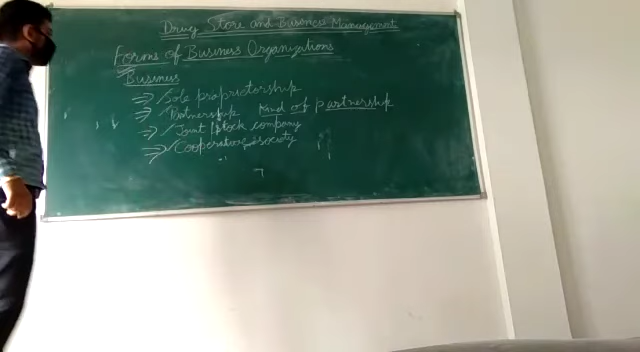 Drug Store and Business Management
Forms of Business Organizations
Business
⇒ ✓ Sole proprietorship
⇒ ✓ Partnership Kind of partnership
⇒ ✓ Joint stock company
⇒ ✓ Cooperative society